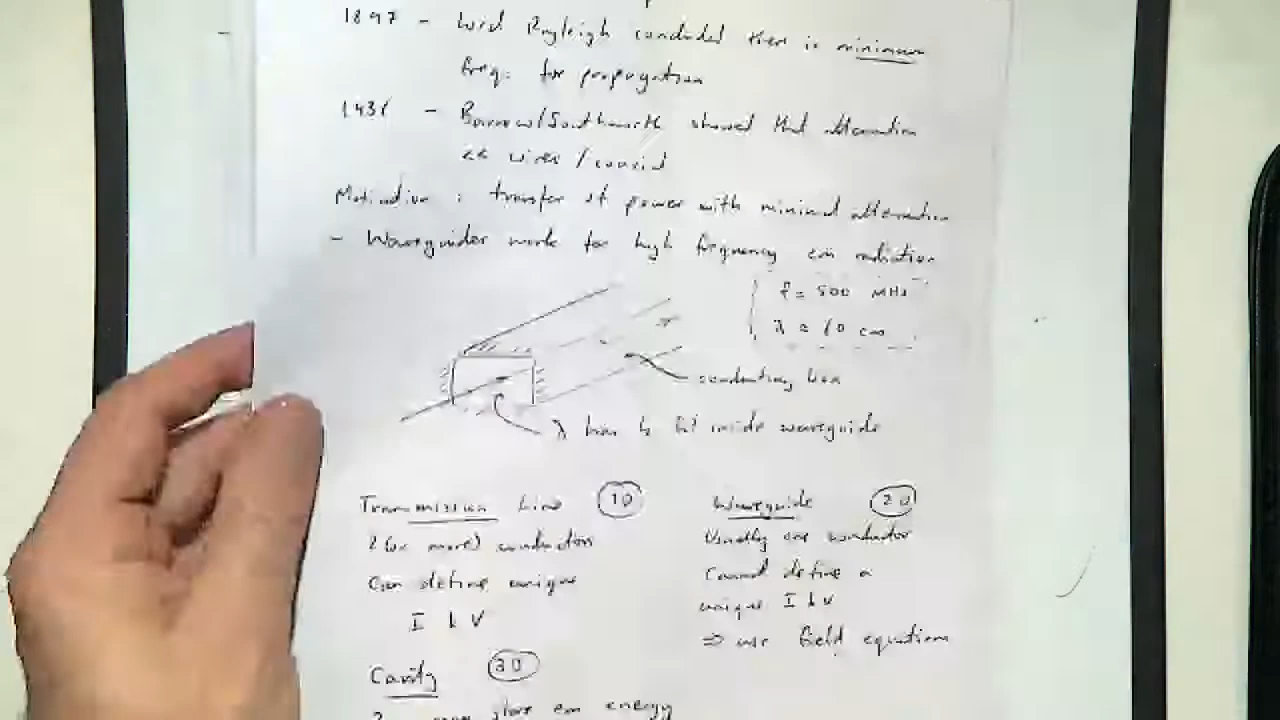 1897 - Lord Rayleigh concluded there is minimum
freq. for propagation
1936 - Barrow/Southworth showed that attenuation
<< wires / coaxial
Motivation : transfer of power with minimal attenuation
- Waveguides work for high frequency em radiation
f = 500 MHz
λ ≈ 60 cm
conducting box
λ has to fit inside waveguide
Transmission Line 1D
2 (or more) conductors
Can define unique
I & V
Waveguide 2D
Usually one conductor
Cannot define a
unique I & V
⇒ use field equations
Cavity 3D
? store em energy